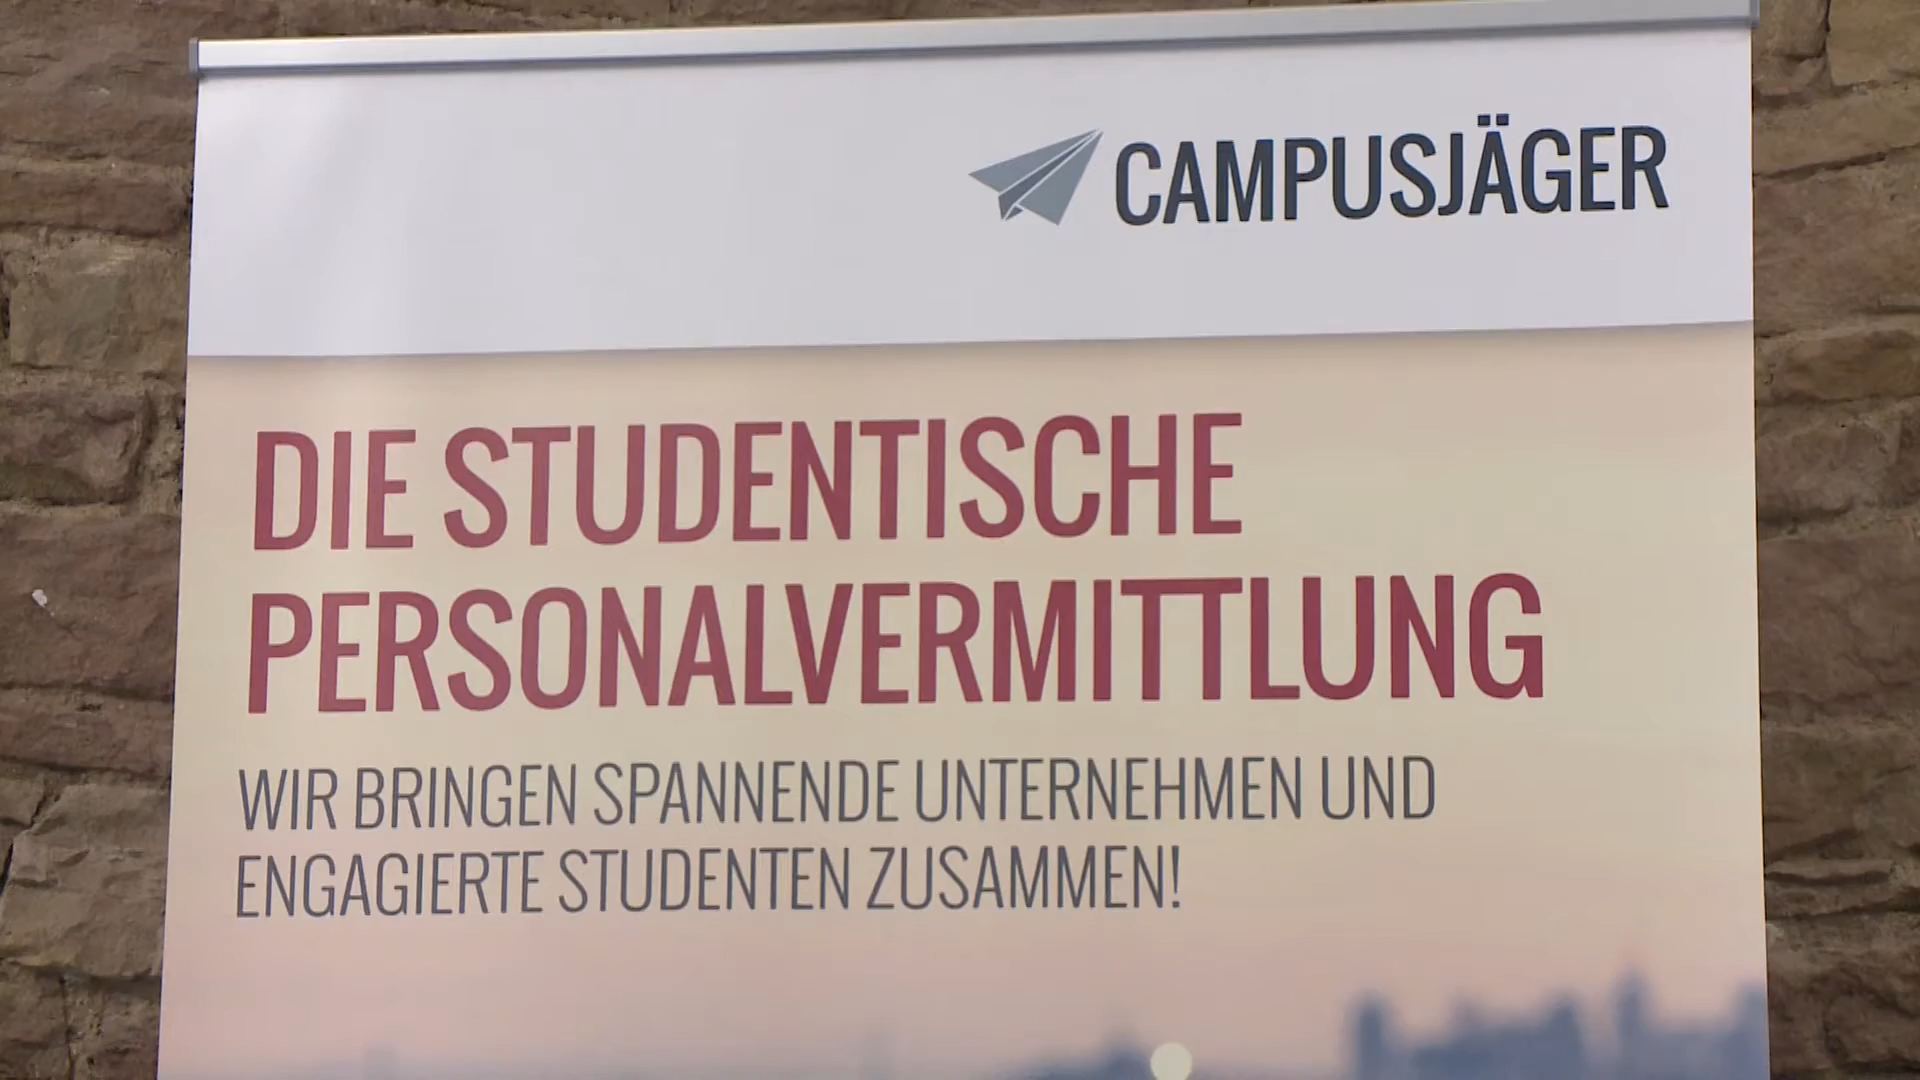 CAMPUSJÄGER
DIE STUDENTISCHE
PERSONALVERMITTLUNG
WIR BRINGEN SPANNENDE UNTERNEHMEN UND
ENGAGIERTE STUDENTEN ZUSAMMEN!